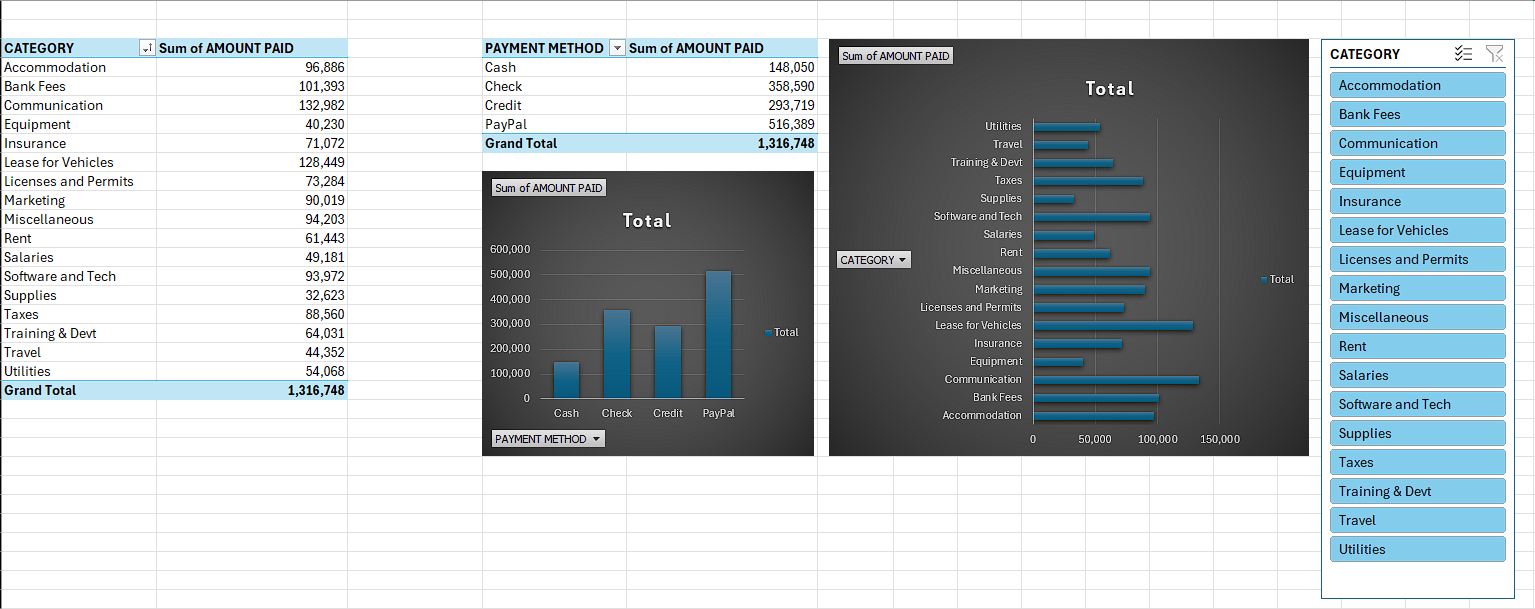 CATEGORY Sum of AMOUNT PAID
Accommodation 96,886
Bank Fees 101,393
Communication 132,982
Equipment 40,230
Insurance 71,072
Lease for Vehicles 128,449
Licenses and Permits 73,284
Marketing 90,019
Miscellaneous 94,203
Rent 61,443
Salaries 49,181
Software and Tech 93,972
Supplies 32,623
Taxes 88,560
Training & Devt 64,031
Travel 44,352
Utilities 54,068
Grand Total 1,316,748
PAYMENT METHOD Sum of AMOUNT PAID
Cash 148,050
Check 358,590
Credit 293,719
PayPal 516,389
Grand Total 1,316,748
Sum of AMOUNT PAID
Total
600,000
500,000
400,000
300,000
200,000
100,000
0
Cash Check Credit PayPal
Total
PAYMENT METHOD
Sum of AMOUNT PAID
Total
Utilities
Travel
Training & Devt
Taxes
Supplies
Software and Tech
Salaries
Rent
Miscellaneous
Marketing
Licenses and Permits
Lease for Vehicles
Insurance
Equipment
Communication
Bank Fees
Accommodation
0 50,000 100,000 150,000
CATEGORY
Total
CATEGORY
Accommodation
Bank Fees
Communication
Equipment
Insurance
Lease for Vehicles
Licenses and Permits
Marketing
Miscellaneous
Rent
Salaries
Software and Tech
Supplies
Taxes
Training & Devt
Travel
Utilities